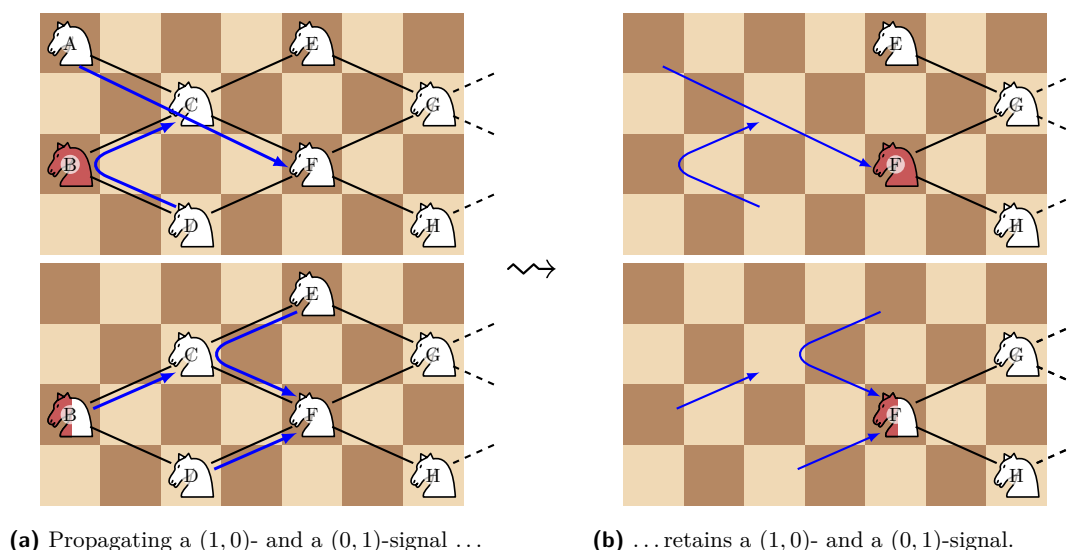 A
E
C
G
B
F
D
H
E
G
F
H
E
C
G
B
F
D
H
G
F
H
(a) Propagating a (1, 0)- and a (0, 1)-signal ...
(b) ... retains a (1, 0)- and a (0, 1)-signal.